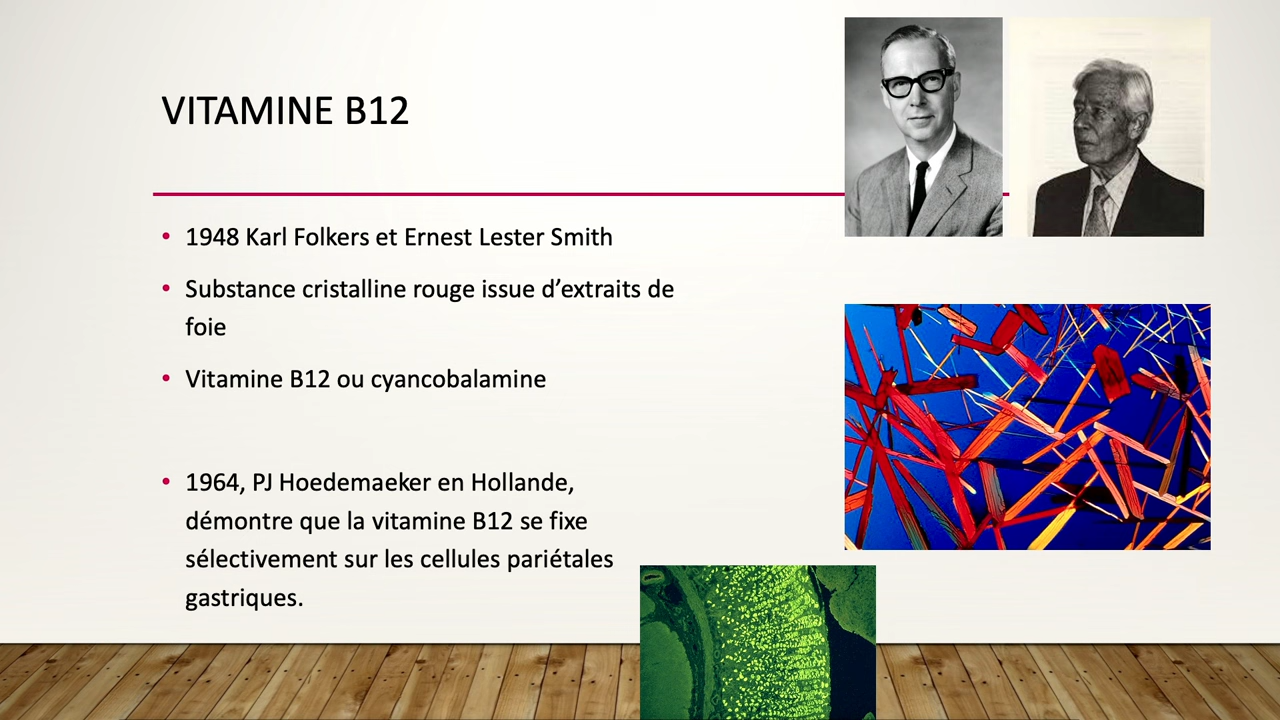 VITAMINE B12
• 1948 Karl Folkers et Ernest Lester Smith
• Substance cristalline rouge issue d’extraits de
foie
• Vitamine B12 ou cyancobalamine
• 1964, PJ Hoedemaeker en Hollande,
démontre que la vitamine B12 se fixe
sélectivement sur les cellules pariétales
gastriques.